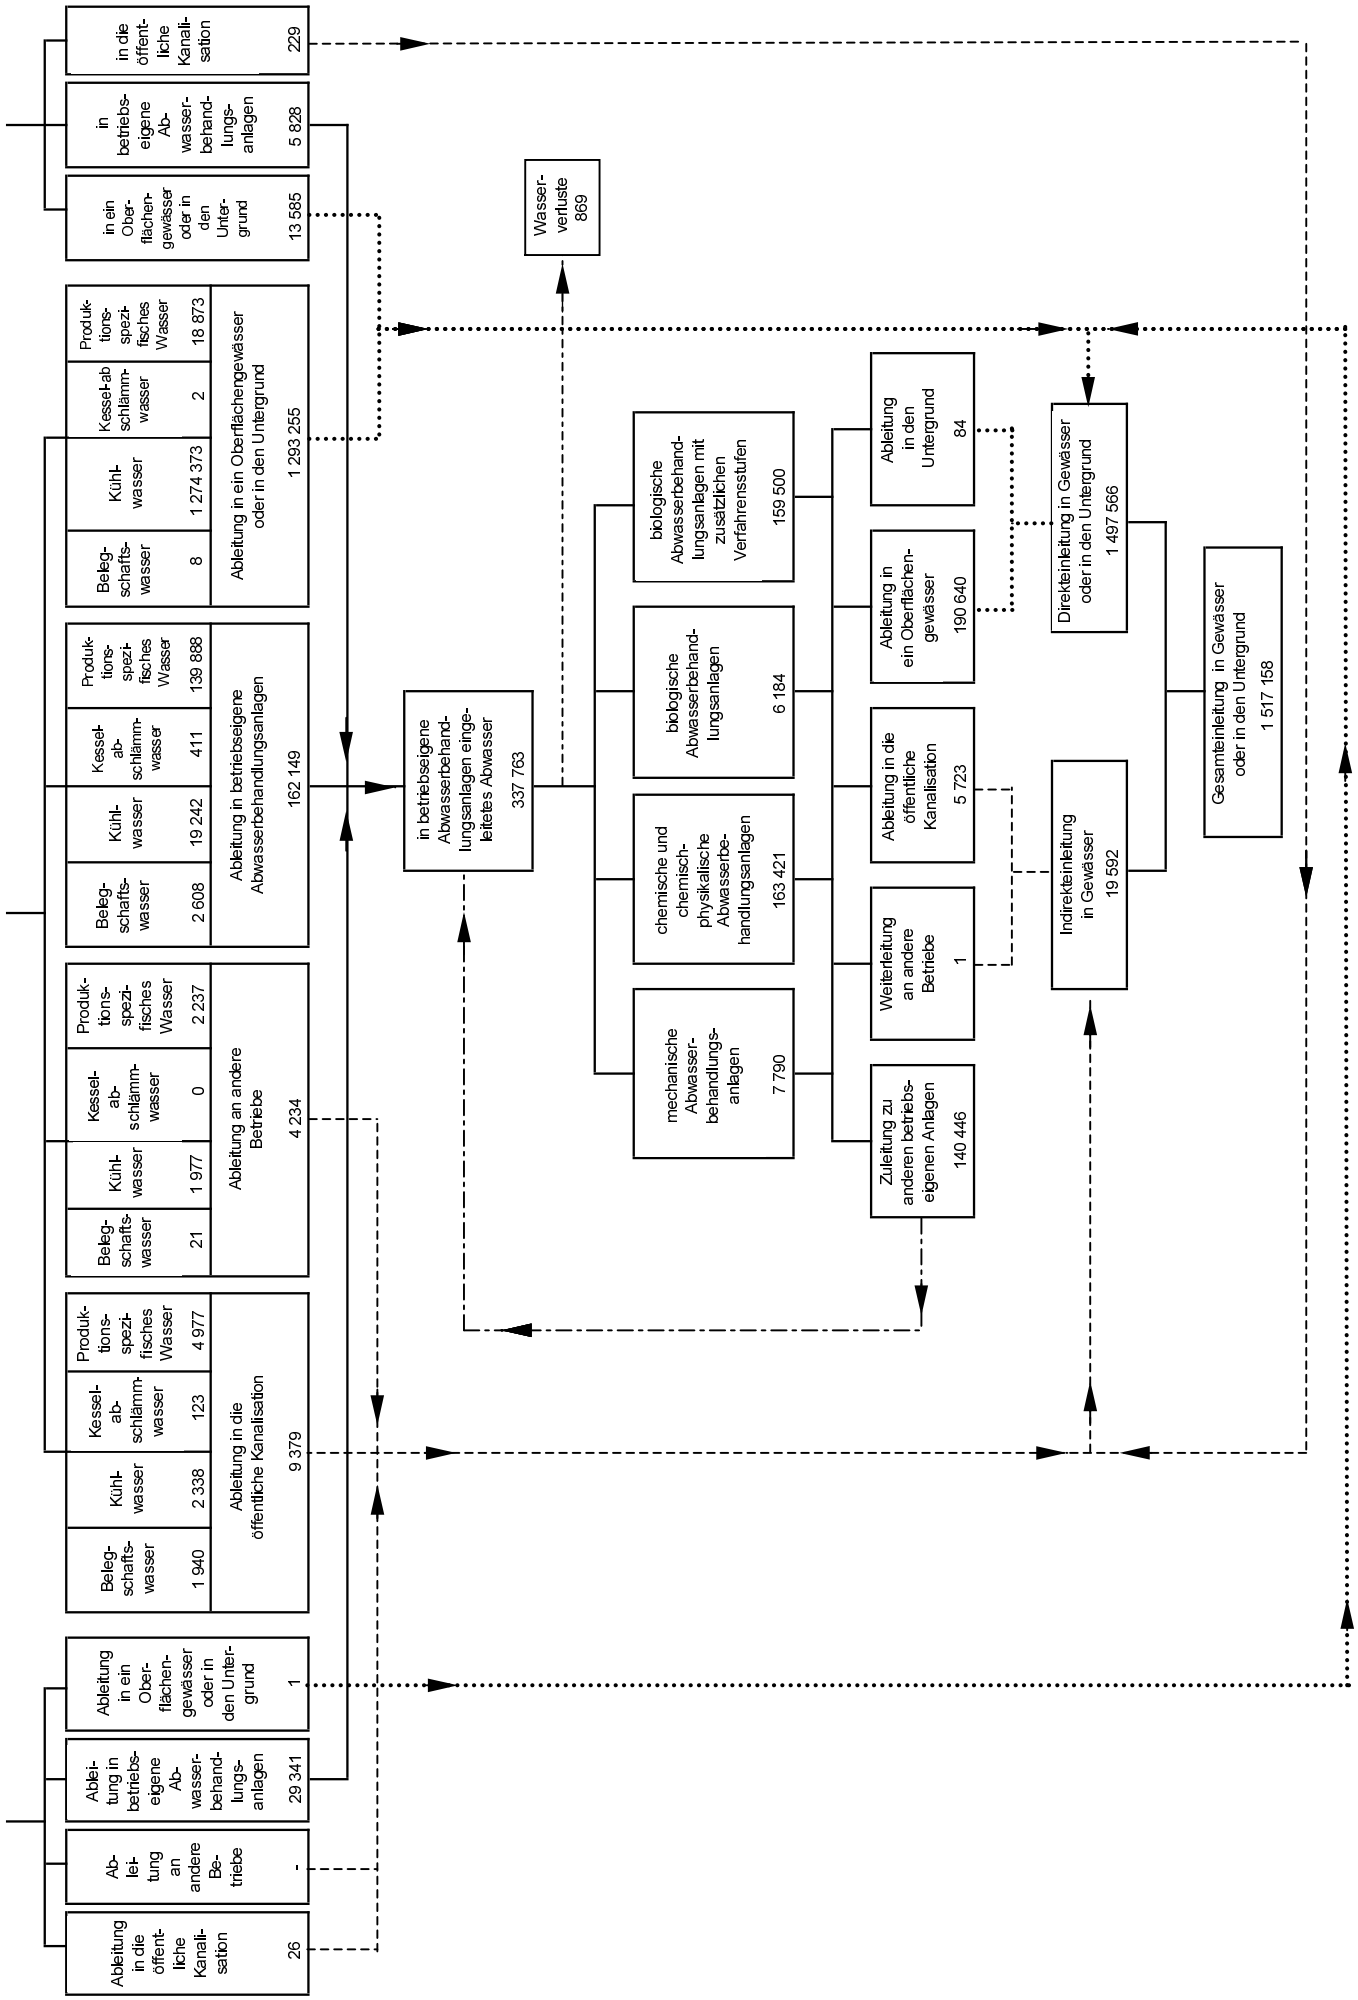 Ableitung
in die
öffent-
liche
Kanali-
sation
26
Ab-
lei-
tung
an
andere
Be-
triebe
-
Ablei-
tung in
betriebs-
eigene
Ab-
wasser-
behand-
lungs-
anlagen
29 341
Ableitung
in ein
Ober-
flächen-
gewässer
oder in
den Unter-
grund
1
Beleg-
schafts-
wasser
1 940
Kühl-
wasser
2 338
Kessel-
ab-
schlämm-
wasser
123
Produk-
tions-
spezi-
fisches
Wasser
4 977
Ableitung in die
öffentliche Kanalisation
9 379
Beleg-
schafts-
wasser
21
Kühl-
wasser
1 977
Kessel-
ab-
schlämm-
wasser
0
Produk-
tions-
spezi-
fisches
Wasser
2 237
Ableitung an andere
Betriebe
4 234
Beleg-
schafts-
wasser
2 608
Kühl-
wasser
19 242
Kessel-
ab-
schlämm-
wasser
411
Produk-
tions-
spezi-
fisches
Wasser
139 888
Ableitung in betriebseigene
Abwasserbehandlungsanlagen
162 149
Beleg-
schafts-
wasser
8
Kühl-
wasser
1 274 373
Kessel-ab
schlämm-
wasser
2
Produk-
tions-
spezi-
fisches
Wasser
18 873
Ableitung in ein Oberflächengewässer
oder in den Untergrund
1 293 255
in ein
Ober-
flächen-
gewässer
oder in
den
Unter-
grund
13 585
in
betriebs-
eigene
Ab-
wasser-
behand-
lungs-
anlagen
5 828
in die
öffent-
liche
Kanali-
sation
229
in betriebseigene
Abwasserbehand-
lungsanlagen einge-
leitetes Abwasser
337 763
Wasser-
verluste
869
mechanische
Abwasser-
behandlungs-
anlagen
7 790
chemische und
chemisch-
physikalische
Abwasserbe-
handlungsanlagen
163 421
biologische
Abwasserbehand-
lungsanlagen
6 184
biologische
Abwasserbehand-
lungsanlagen mit
zusätzlichen
Verfahrensstufen
159 500
Zuleitung zu
anderen betriebs-
eigenen Anlagen
140 446
Weiterleitung
an andere
Betriebe
1
Ableitung in die
öffentliche
Kanalisation
5 723
Ableitung in
ein Oberflächen-
gewässer
190 640
Ableitung
in den
Untergrund
84
Indirekteinleitung
in Gewässer
19 592
Direkteinleitung in Gewässer
oder in den Untergrund
1 497 566
Gesamteinleitung in Gewässer
oder in den Untergrund
1 517 158